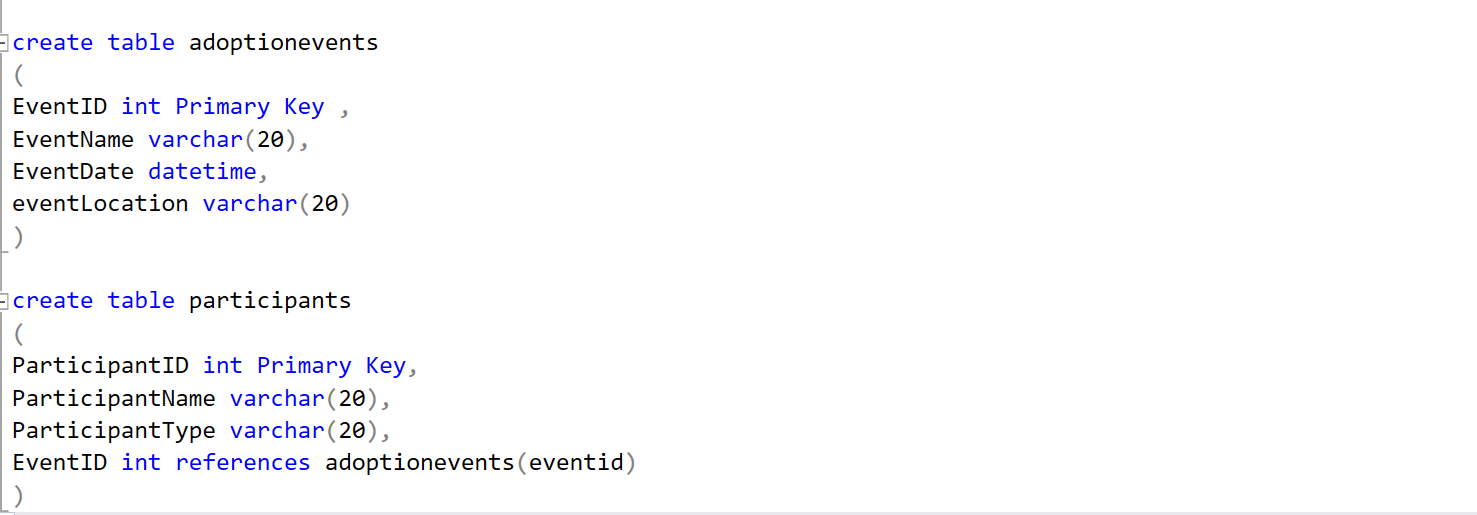 create table adoptionevents
(
EventID int Primary Key ,
EventName varchar(20),
EventDate datetime,
eventLocation varchar(20)
)
create table participants
(
ParticipantID int Primary Key,
ParticipantName varchar(20),
ParticipantType varchar(20),
EventID int references adoptionevents(eventid)
)